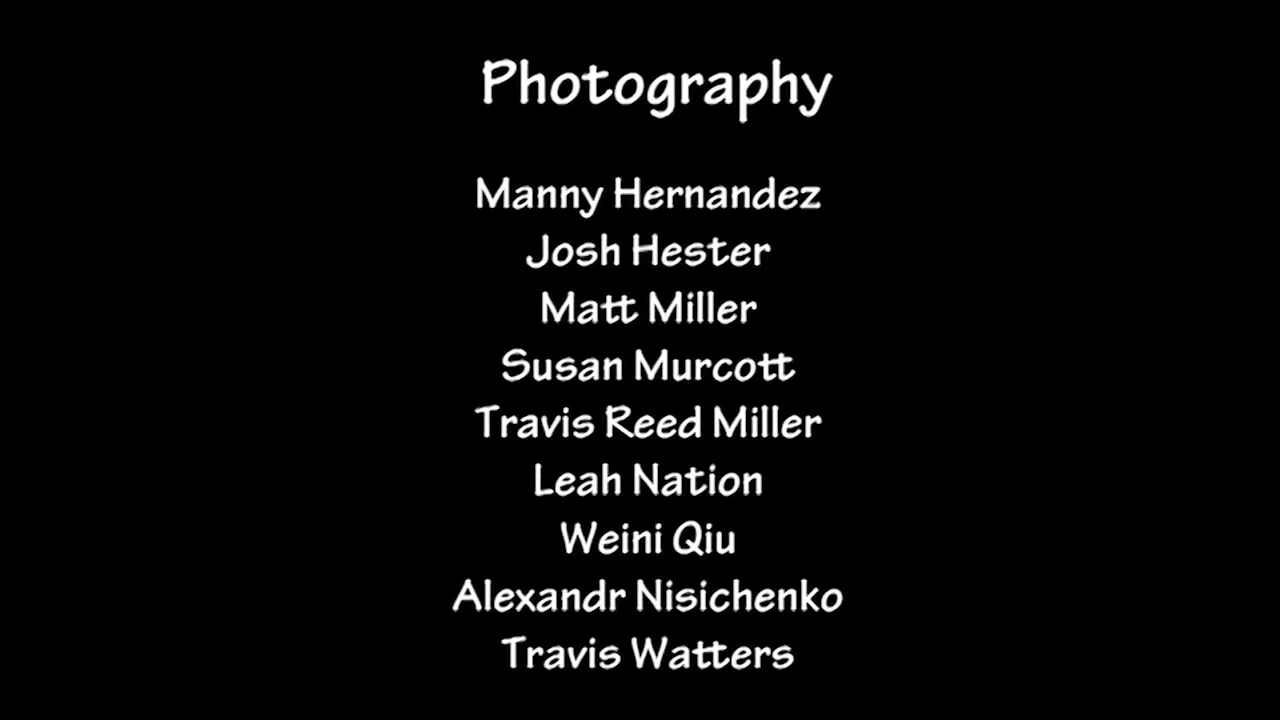 Photography
Manny Hernandez
Josh Hester
Matt Miller
Susan Murcott
Travis Reed Miller
Leah Nation
Weini Qiu
Alexandr Nisichenko
Travis Watters